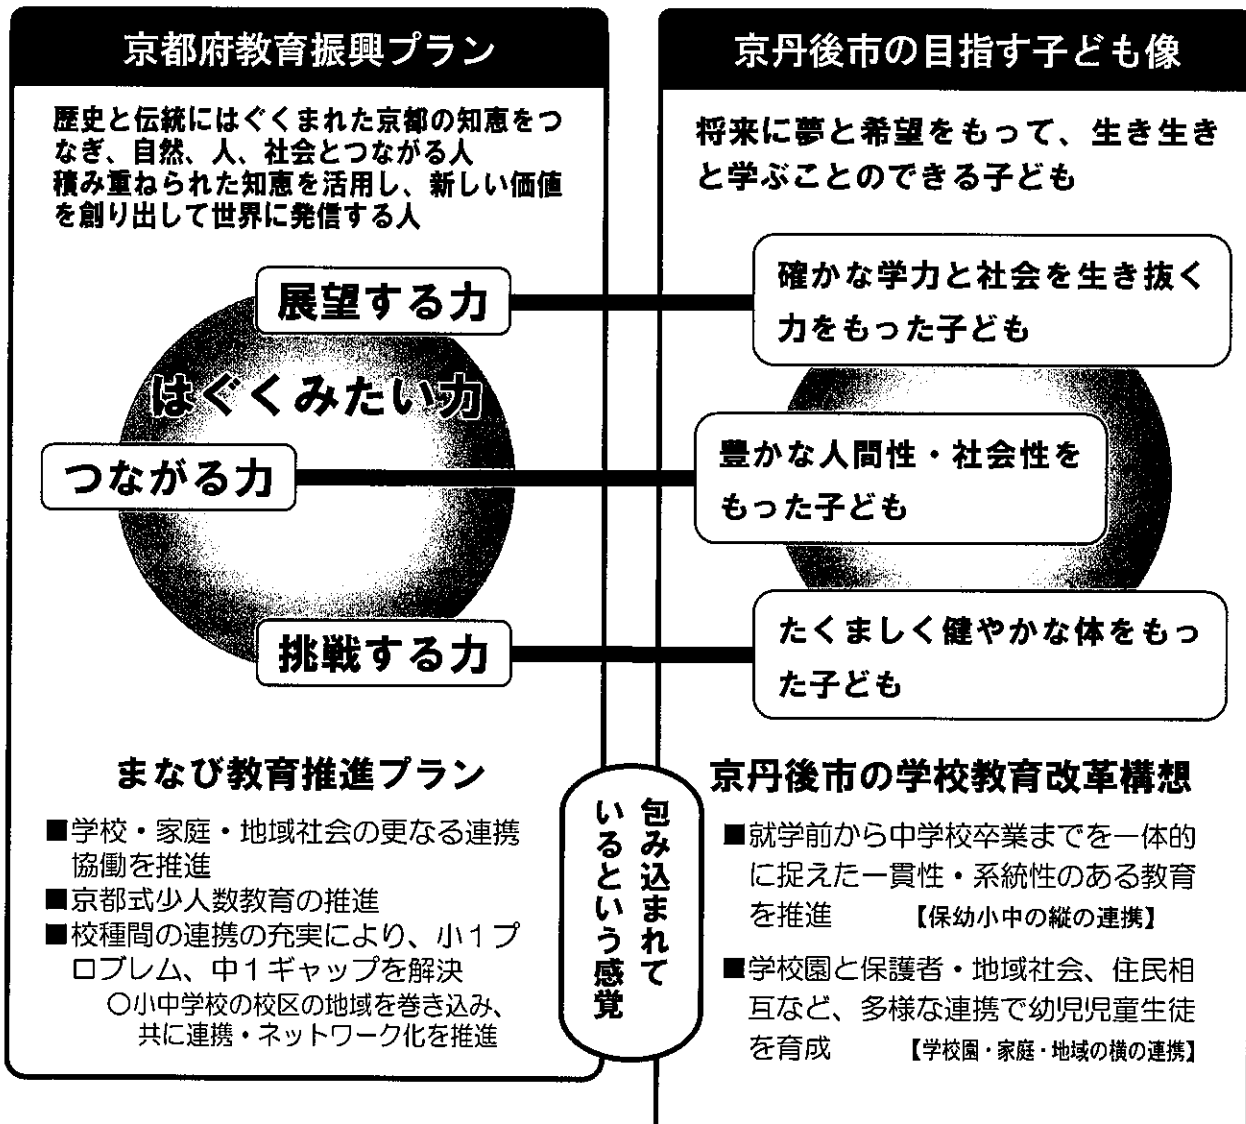 京都府教育振興プラン
歴史と伝統にはぐくまれた京都の知恵をつ
なぎ、自然、人、社会とつながる人
積み重ねられた知恵を活用し、新しい価値
を創り出して世界に発信する人
展望する力
はぐくみたい力
つながる力
挑戦する力
まなび教育推進プラン
■学校・家庭・地域社会の更なる連携
協働を推進
■京都式少人数教育の推進
■校種間の連携の充実により、小1プ
ロブレム、中1ギャップを解決
○小中学校の校区の地域を巻き込み、
共に連携・ネットワーク化を推進
包み込まれて
いるという感覚
京丹後市の目指す子ども像
将来に夢と希望をもって、生き生き
と学ぶことのできる子ども
確かな学力と社会を生き抜く
力をもった子ども
豊かな人間性・社会性を
もった子ども
たくましく健やかな体をもっ
た子ども
京丹後市の学校教育改革構想
■就学前から中学校卒業までを一体的
に捉えた一貫性・系統性のある教育
を推進 【保幼小中の縦の連携】
■学校園と保護者・地域社会、住民相
互など、多様な連携で幼児児童生徒
を育成 【学校園・家庭・地域の横の連携】